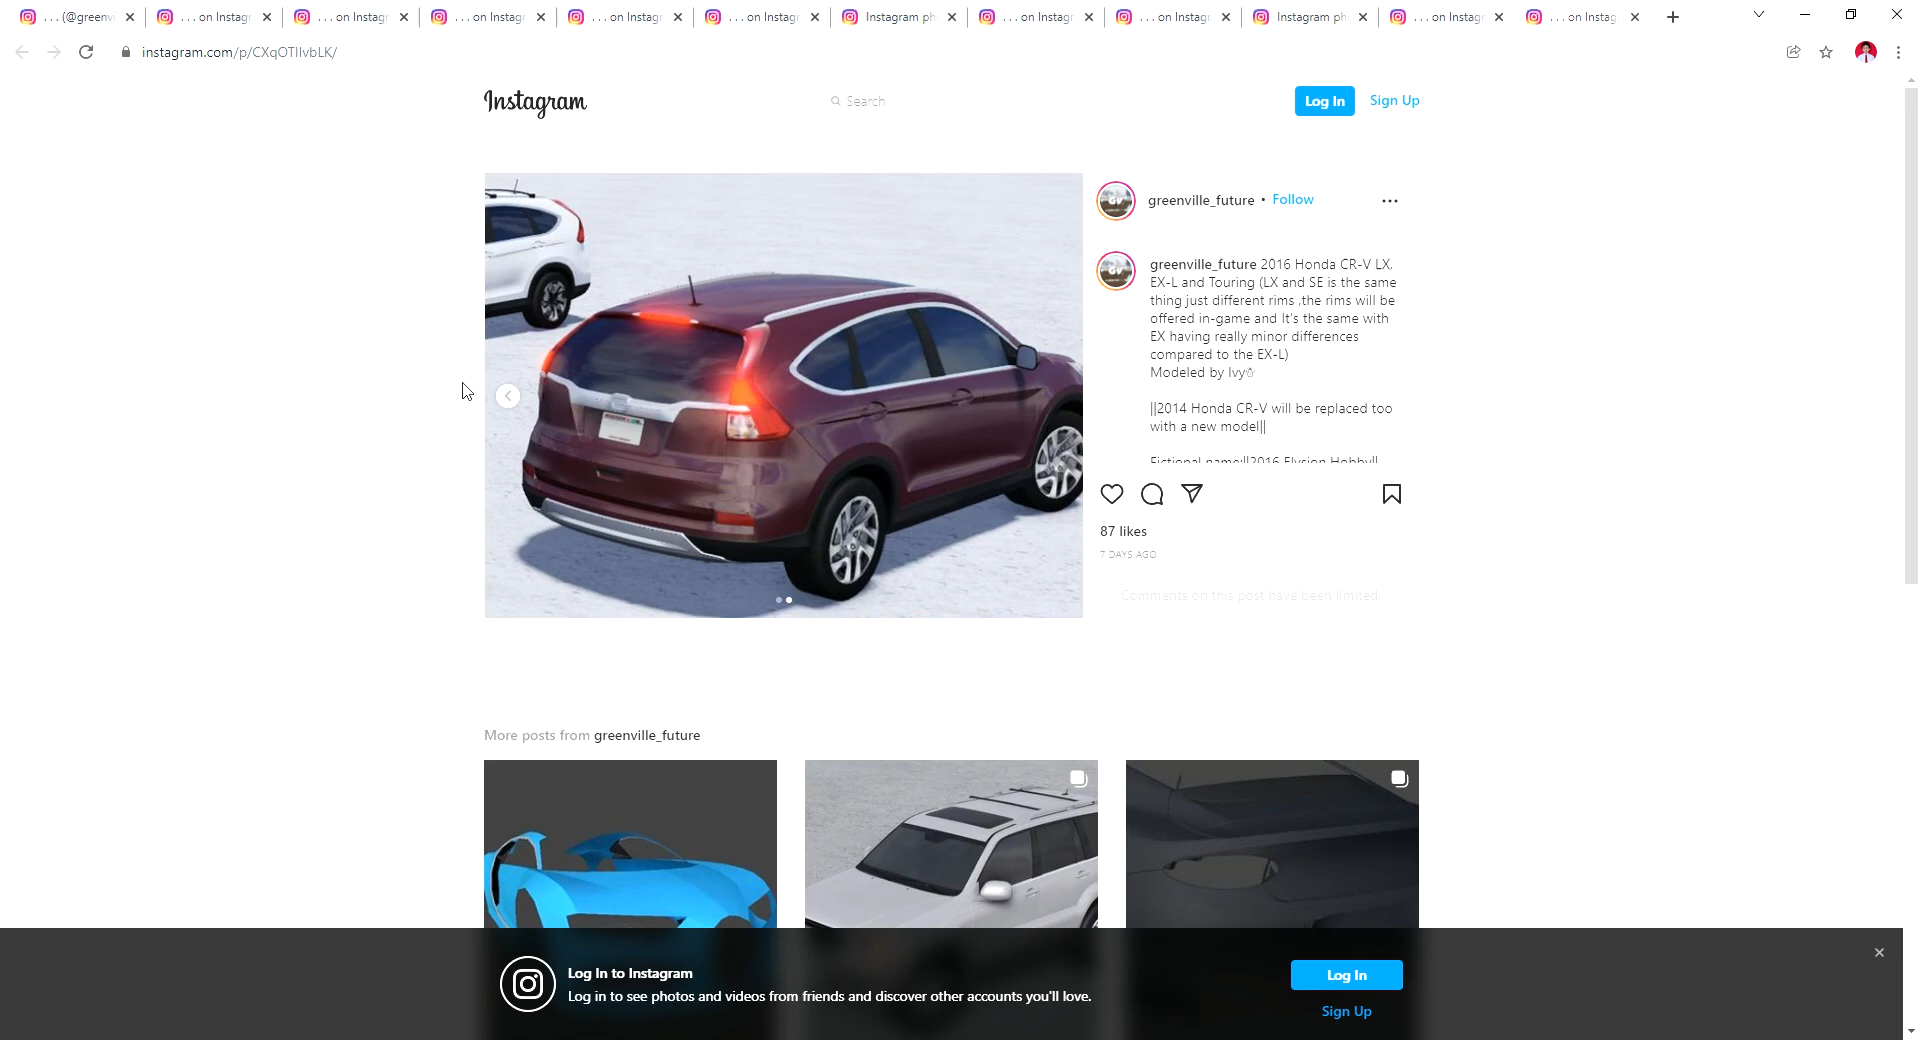 . . . (@greenv
. . . on Instagr
. . . on Instagr
. . . on Instagr
. . . on Instagr
. . . on Instagr
Instagram ph
. . . on Instagr
. . . on Instagr
Instagram ph
. . . on Instagr
. . . on Instag
instagram.com/p/CXqOTIIvbLK/
Instagram
Search
Log In
Sign Up
greenville_future • Follow
greenville_future 2016 Honda CR-V LX,
EX-L and Touring (LX and SE is the same
thing just different rims ,the rims will be
offered in-game and It's the same with
EX having really minor differences
compared to the EX-L)
Modeled by Ivy☃
||2014 Honda CR-V will be replaced too
with a new model||
Fictional name:||2016 Elysion Hobby||
87 likes
7 DAYS AGO
Comments on this post have been limited.
More posts from greenville_future
Log In to Instagram
Log in to see photos and videos from friends and discover other accounts you'll love.
Log In
Sign Up